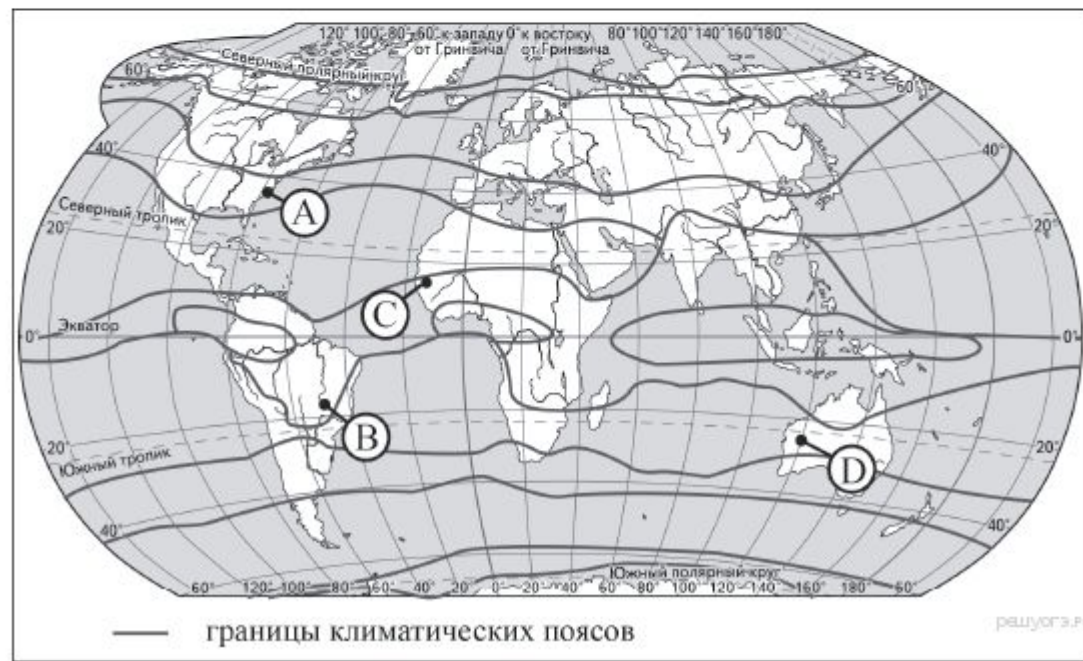 120° 100° 80° 60° к западу 0° к востоку 80° 100° 120° 140° 160° 180°
от Гринвича от Гринвича
Северный полярный круг
60° 60°
40° 40°
A
Северный тропик
20° 20°
C
Экватор
0° 0°
B
D
Южный тропик
20° 20°
40° 40°
Южный полярный круг
60° 120° 100° 80° 60° 40° 20° 0° 20° 40° 60° 80° 100° 120° 140° 160° 180° 60°
границы климатических поясов